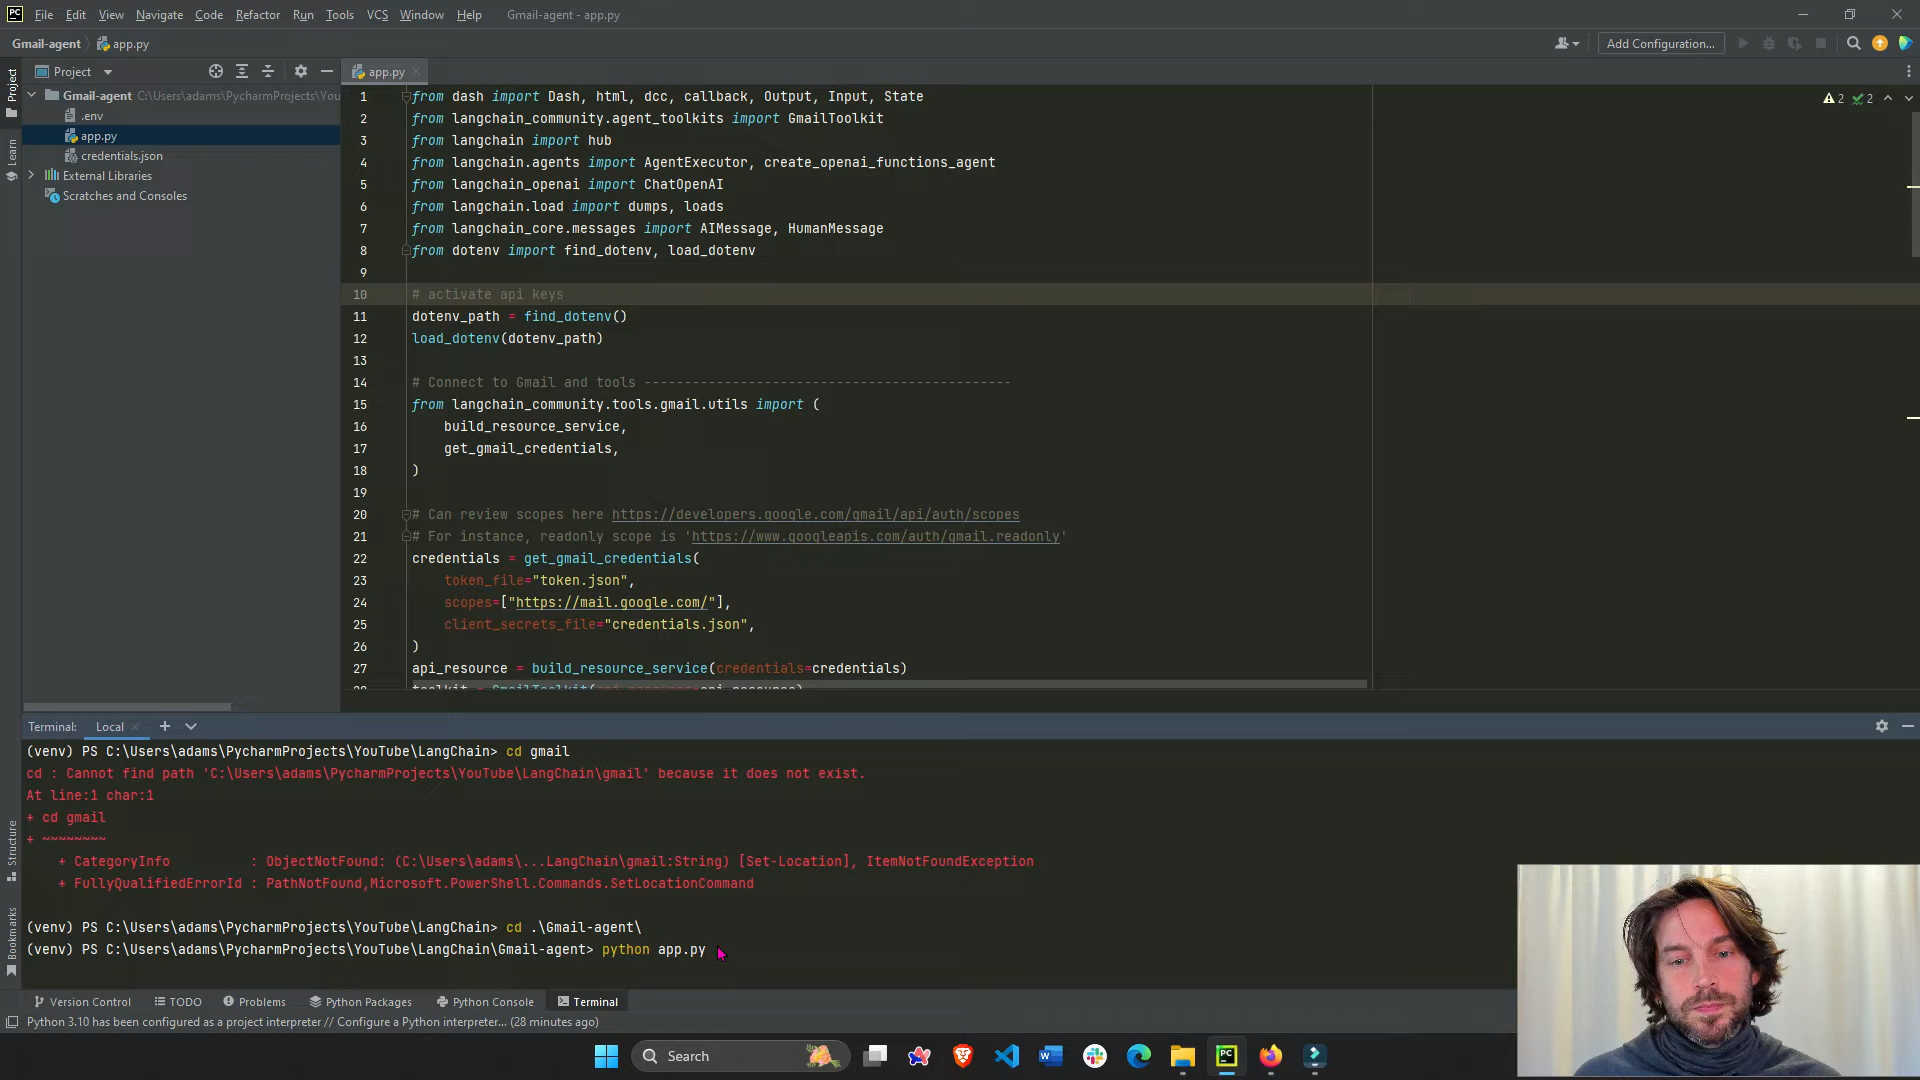 PC File Edit View Navigate Code Refactor Run Tools VCS Window Help Gmail-agent - app.py
Gmail-agent app.py Add Configuration...
Project app.py
Project
Gmail-agent C:\Users\adams\PycharmProjects\You
.env
app.py
credentials.json
External Libraries
Scratches and Consoles
Learn
2 2
1 from dash import Dash, html, dcc, callback, Output, Input, State
2 from langchain_community.agent_toolkits import GmailToolkit
3 from langchain import hub
4 from langchain.agents import AgentExecutor, create_openai_functions_agent
5 from langchain_openai import ChatOpenAI
6 from langchain.load import dumps, loads
7 from langchain_core.messages import AIMessage, HumanMessage
8 from dotenv import find_dotenv, load_dotenv
9
10 # activate api keys
11 dotenv_path = find_dotenv()
12 load_dotenv(dotenv_path)
13
14 # Connect to Gmail and tools ----------------------------------------------
15 from langchain_community.tools.gmail.utils import (
16 build_resource_service,
17 get_gmail_credentials,
18 )
19
20 # Can review scopes here https://developers.google.com/gmail/api/auth/scopes
21 # For instance, readonly scope is 'https://www.googleapis.com/auth/gmail.readonly'
22 credentials = get_gmail_credentials(
23 token_file="token.json",
24 scopes=["https://mail.google.com/"],
25 client_secrets_file="credentials.json",
26 )
27 api_resource = build_resource_service(credentials=credentials)
Terminal: Local
(venv) PS C:\Users\adams\PycharmProjects\YouTube\LangChain> cd gmail
cd : Cannot find path 'C:\Users\adams\PycharmProjects\YouTube\LangChain\gmail' because it does not exist.
At line:1 char:1
+ cd gmail
+ ~~~~~~~~
+ CategoryInfo : ObjectNotFound: (C:\Users\adams\...LangChain\gmail:String) [Set-Location], ItemNotFoundException
+ FullyQualifiedErrorId : PathNotFound,Microsoft.PowerShell.Commands.SetLocationCommand
(venv) PS C:\Users\adams\PycharmProjects\YouTube\LangChain> cd .\Gmail-agent\
(venv) PS C:\Users\adams\PycharmProjects\YouTube\LangChain\Gmail-agent> python app.py
Structure
Bookmarks
Version Control TODO Problems Python Packages Python Console Terminal
Python 3.10 has been configured as a project interpreter // Configure a Python interpreter... (28 minutes ago)
Search PC